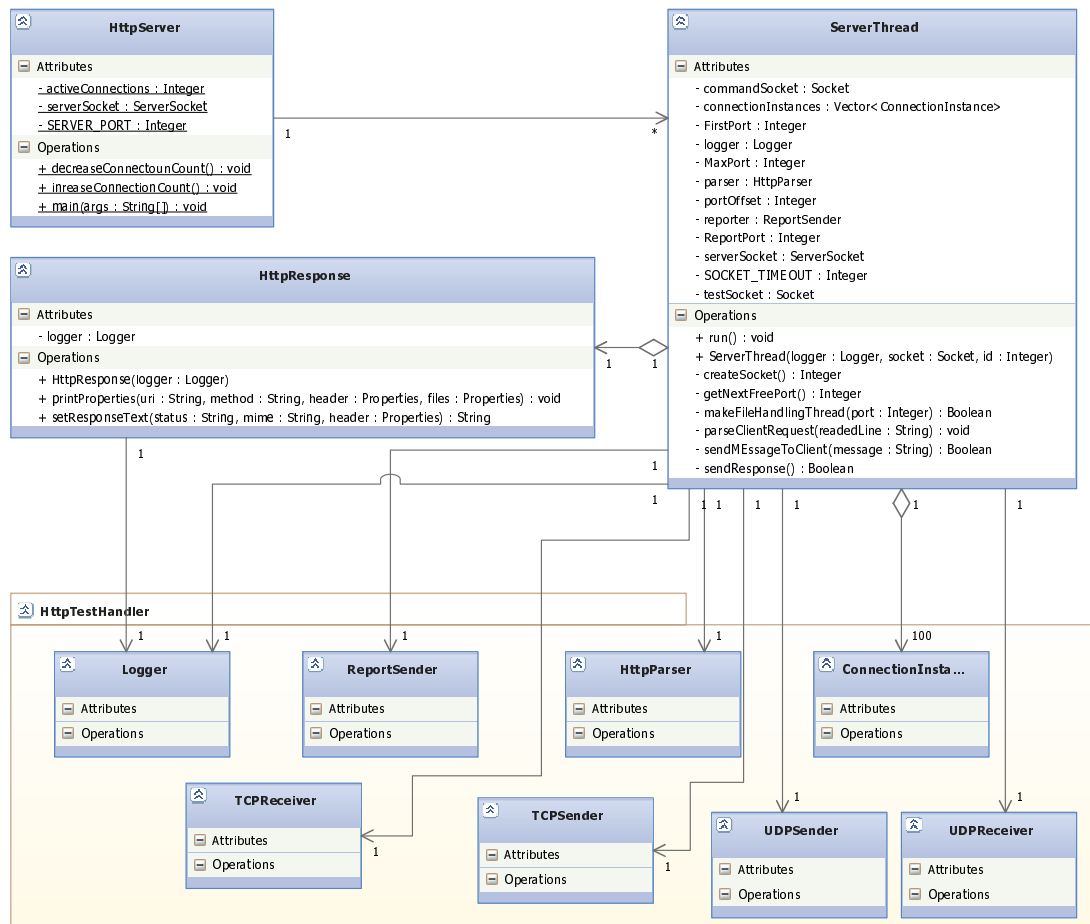 HttpServer
Attributes
- activeConnections : Integer
- serverSocket : ServerSocket
- SERVER_PORT : Integer
Operations
+ decreaseConnectounCount() : void
+ inreaseConnectionCount() : void
+ main(args : String[]) : void
1
*
ServerThread
Attributes
- commandSocket : Socket
- connectionInstances : Vector< ConnectionInstance>
- FirstPort : Integer
- logger : Logger
- MaxPort : Integer
- parser : HttpParser
- portOffset : Integer
- reporter : ReportSender
- ReportPort : Integer
- serverSocket : ServerSocket
- SOCKET_TIMEOUT : Integer
- testSocket : Socket
Operations
+ run() : void
+ ServerThread(logger : Logger, socket : Socket, id : Integer)
- createSocket() : Integer
- getNextFreePort() : Integer
- makeFileHandlingThread(port : Integer) : Boolean
- parseClientRequest(readedLine : String) : void
- sendMEssageToClient(message : String) : Boolean
- sendResponse() : Boolean
HttpResponse
Attributes
- logger : Logger
Operations
+ HttpResponse(logger : Logger)
+ printProperties(uri : String, method : String, header : Properties, files : Properties) : void
+ setResponseText(status : String, mime : String, header : Properties) : String
1
1
1
1
1
1
1
1
1
1
1
HttpTestHandler
1
1
1
1
100
Logger
Attributes
Operations
ReportSender
Attributes
Operations
HttpParser
Attributes
Operations
ConnectionInsta...
Attributes
Operations
TCPReceiver
Attributes
Operations
1
TCPSender
Attributes
Operations
1
1
UDPSender
Attributes
Operations
1
UDPReceiver
Attributes
Operations